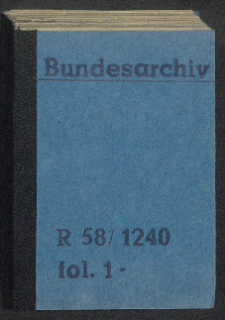 Bundesarchiv
R 58/ 1240
fol. 1-